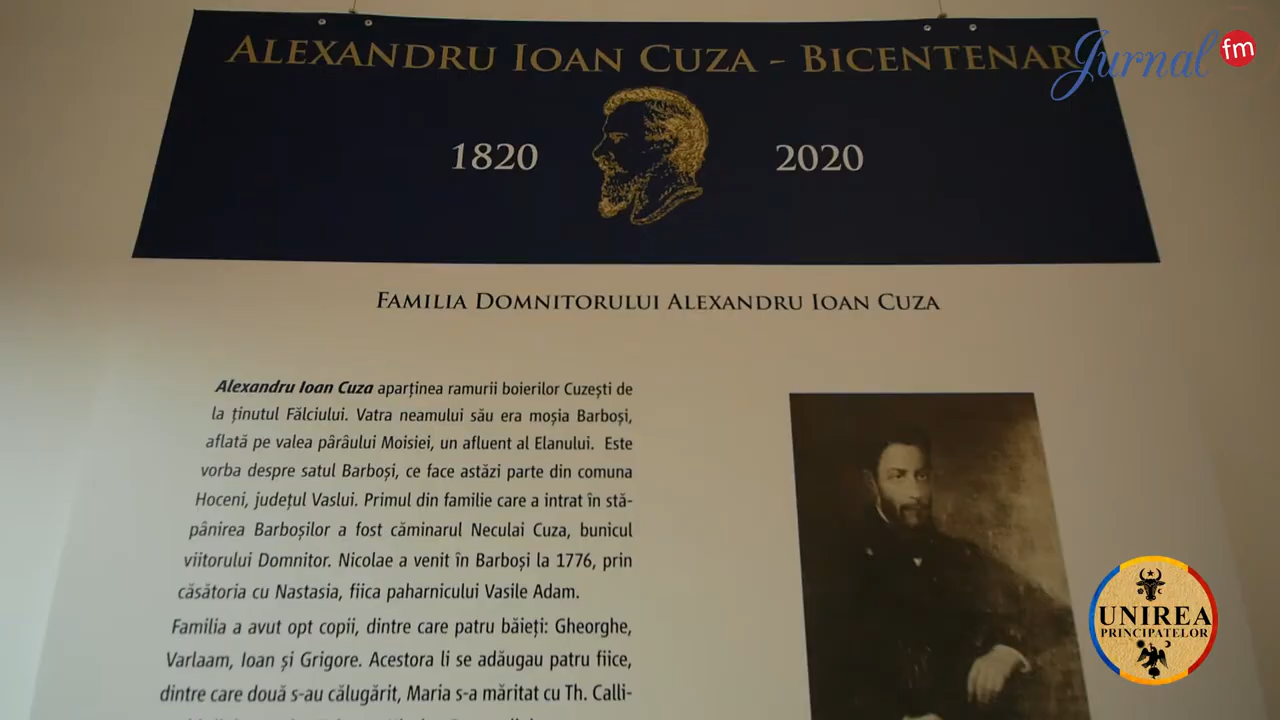 ALEXANDRU IOAN CUZA - BICENTENAR
Jurnal fm
1820
2020
FAMILIA DOMNITORULUI ALEXANDRU IOAN CUZA
Alexandru Ioan Cuza aparținea ramurii boierilor Cuzești de
la ținutul Fălciului. Vatra neamului său era moșia Barboși,
aflată pe valea pârâului Moisiei, un afluent al Elanului. Este
vorba despre satul Barboși, ce face astăzi parte din comuna
Hoceni, județul Vaslui. Primul din familie care a intrat în stă-
pânirea Barboșilor a fost căminarul Neculai Cuza, bunicul
viitorului Domnitor. Nicolae a venit în Barboși la 1776, prin
căsătoria cu Nastasia, fiica paharnicului Vasile Adam.
Familia a avut opt copii, dintre care patru băieți: Gheorghe,
Varlaam, Ioan și Grigore. Acestora li se adăugau patru fiice,
dintre care două s-au călugărit, Maria s-a măritat cu Th. Calli-
UNIREA
PRINCIPATELOR